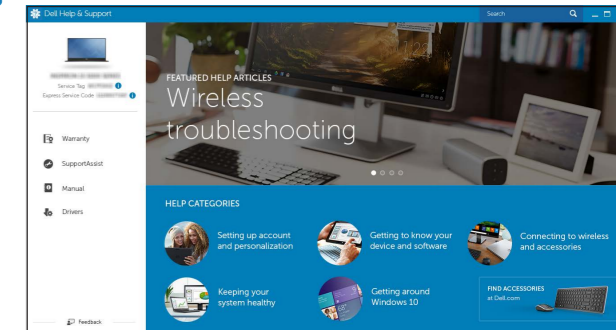 Dell Help & Support
Search
Service Tag:
Express Service Code:
Warranty
SupportAssist
Manual
Drivers
Feedback
FEATURED HELP ARTICLES
Wireless
troubleshooting
HELP CATEGORIES
Setting up account
and personalization
Getting to know your
device and software
Connecting to wireless
and accessories
Keeping your
system healthy
Getting around
Windows 10
FIND ACCESSORIES
at Dell.com